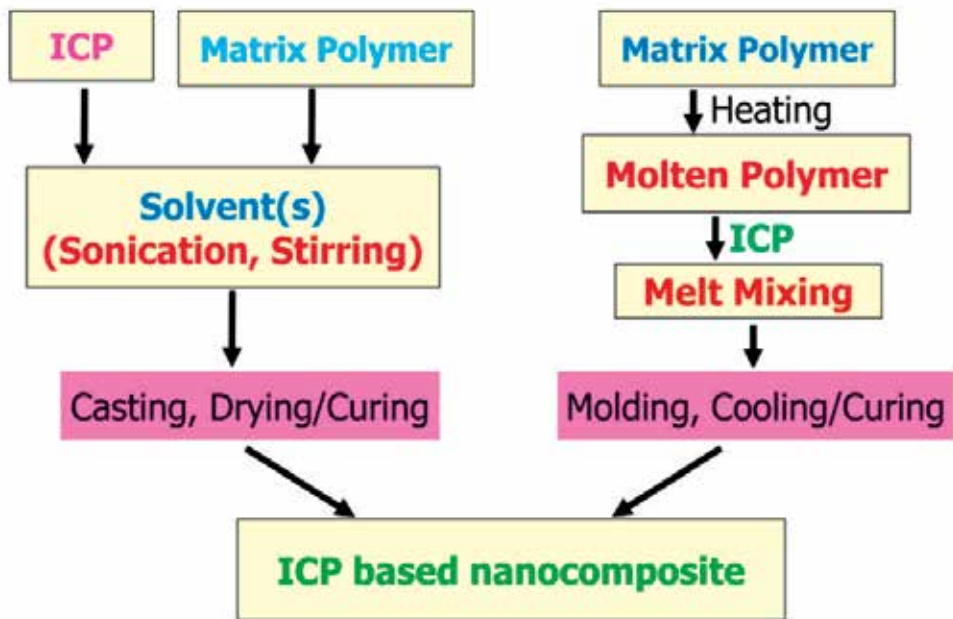 ICP
Matrix Polymer
Solvent(s)
(Sonication, Stirring)
Casting, Drying/Curing
Matrix Polymer
Heating
Molten Polymer
ICP
Melt Mixing
Molding, Cooling/Curing
ICP based nanocomposite